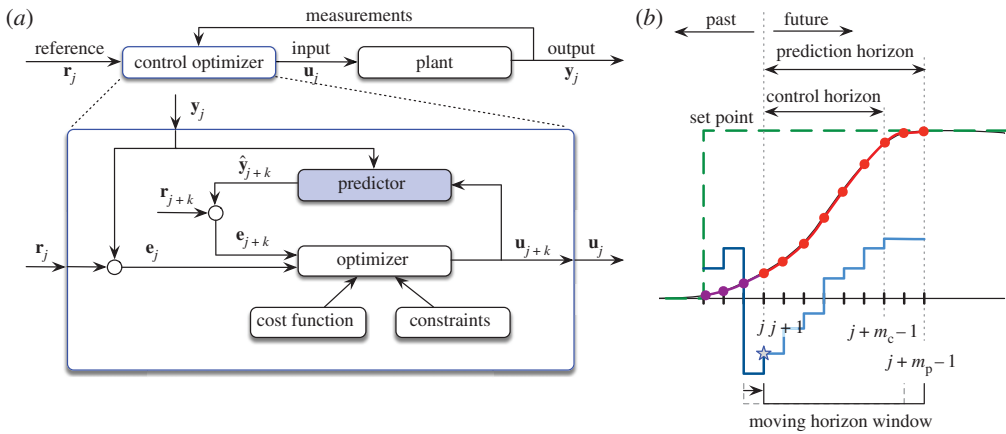 (a)
measurements
reference
r_j
control optimizer
input
u_j
plant
output
y_j
y_j
ŷ_{j+k}
predictor
r_{j+k}
e_{j+k}
r_j
e_j
optimizer
u_{j+k}
u_j
cost function
constraints
(b)
past
future
prediction horizon
control horizon
set point
j j + 1
j + m_c – 1
j + m_p – 1
moving horizon window